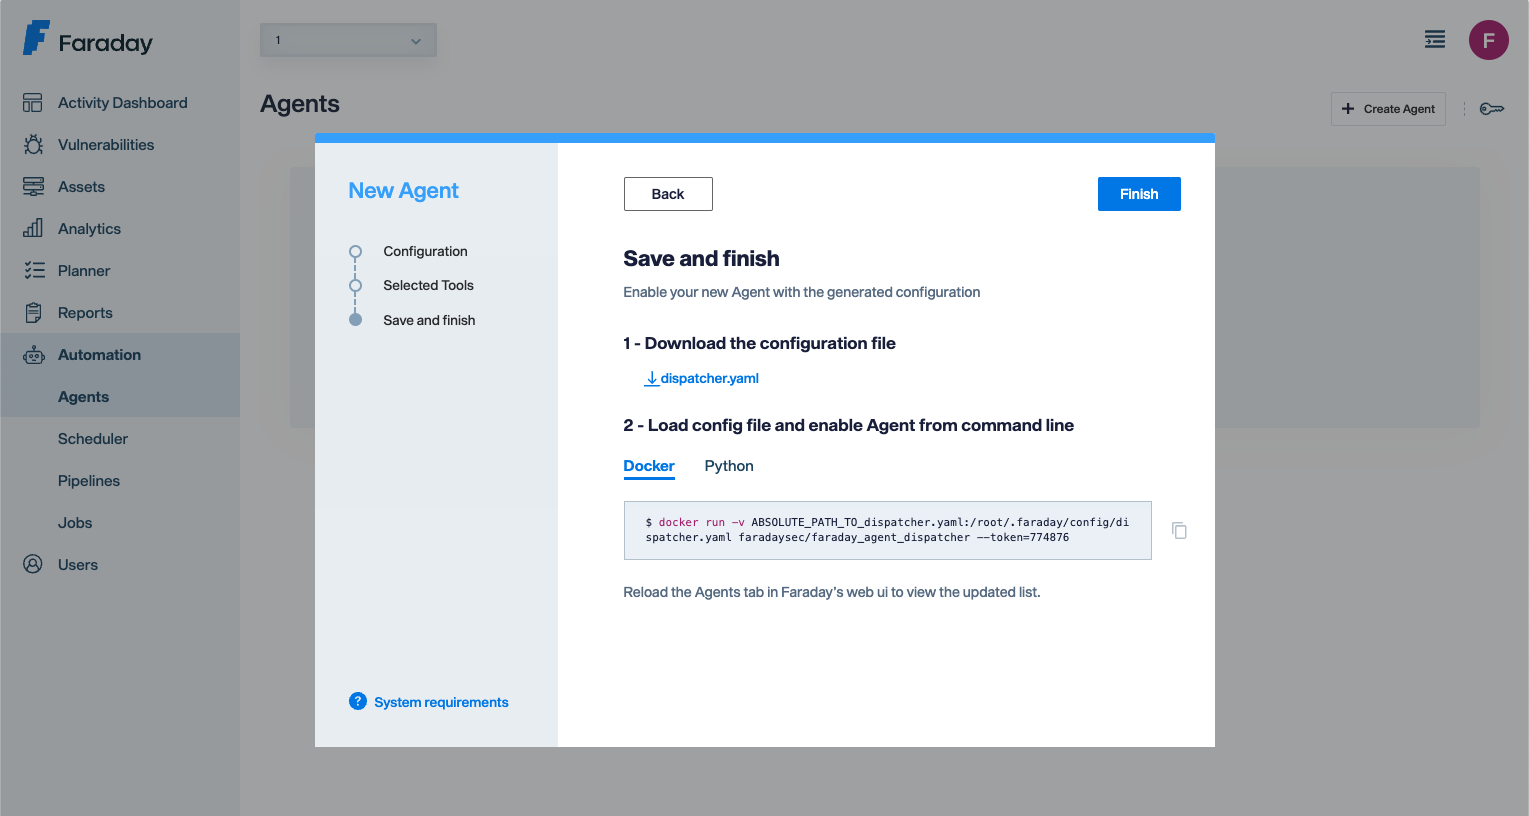 Faraday
1
F
Activity Dashboard
Vulnerabilities
Assets
Analytics
Planner
Reports
Automation
Agents
Scheduler
Pipelines
Jobs
Users
Agents
Create Agent
New Agent
Configuration
Selected Tools
Save and finish
? System requirements
Back
Finish
Save and finish
Enable your new Agent with the generated configuration
1 - Download the configuration file
dispatcher.yaml
2 - Load config file and enable Agent from command line
Docker Python
$ docker run -v ABSOLUTE_PATH_TO_dispatcher.yaml:/root/.faraday/config/di
spatcher.yaml faradaysec/faraday_agent_dispatcher --token=774876
Reload the Agents tab in Faraday's web ui to view the updated list.